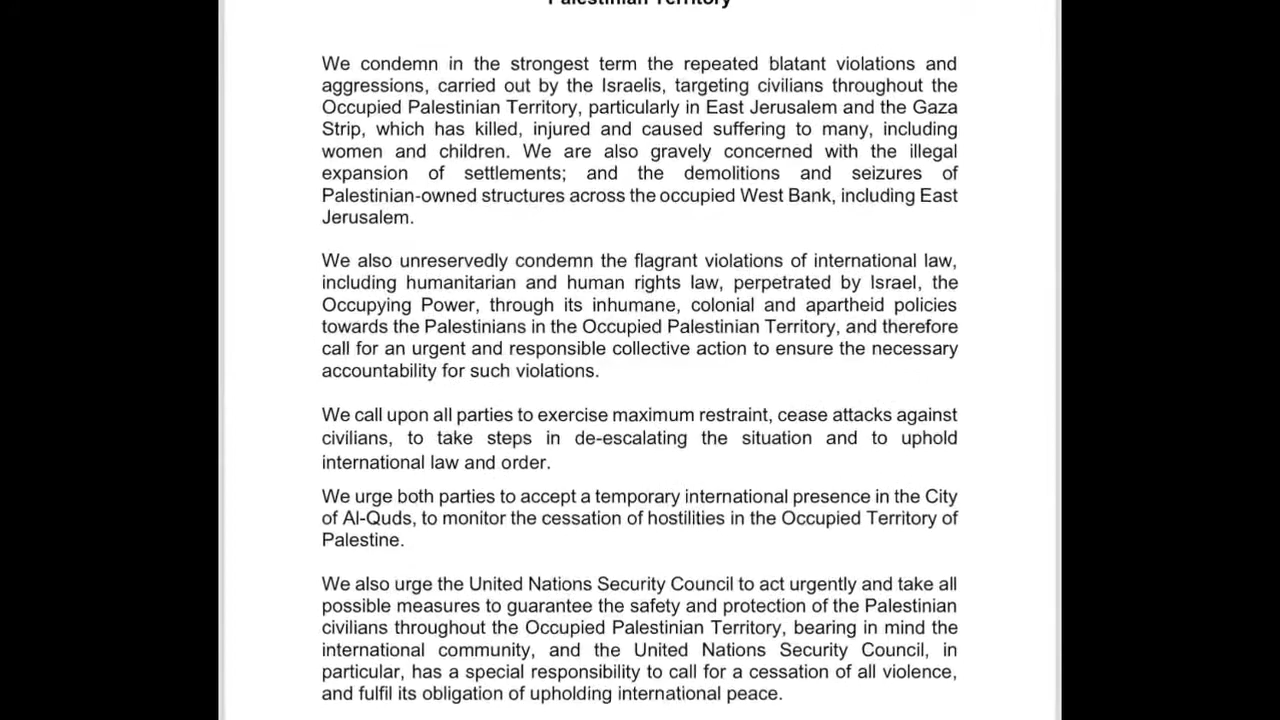 Palestinian Territory
We condemn in the strongest term the repeated blatant violations and
aggressions, carried out by the Israelis, targeting civilians throughout the
Occupied Palestinian Territory, particularly in East Jerusalem and the Gaza
Strip, which has killed, injured and caused suffering to many, including
women and children. We are also gravely concerned with the illegal
expansion of settlements; and the demolitions and seizures of
Palestinian-owned structures across the occupied West Bank, including East
Jerusalem.
We also unreservedly condemn the flagrant violations of international law,
including humanitarian and human rights law, perpetrated by Israel, the
Occupying Power, through its inhumane, colonial and apartheid policies
towards the Palestinians in the Occupied Palestinian Territory, and therefore
call for an urgent and responsible collective action to ensure the necessary
accountability for such violations.
We call upon all parties to exercise maximum restraint, cease attacks against
civilians, to take steps in de-escalating the situation and to uphold
international law and order.
We urge both parties to accept a temporary international presence in the City
of Al-Quds, to monitor the cessation of hostilities in the Occupied Territory of
Palestine.
We also urge the United Nations Security Council to act urgently and take all
possible measures to guarantee the safety and protection of the Palestinian
civilians throughout the Occupied Palestinian Territory, bearing in mind the
international community, and the United Nations Security Council, in
particular, has a special responsibility to call for a cessation of all violence,
and fulfil its obligation of upholding international peace.